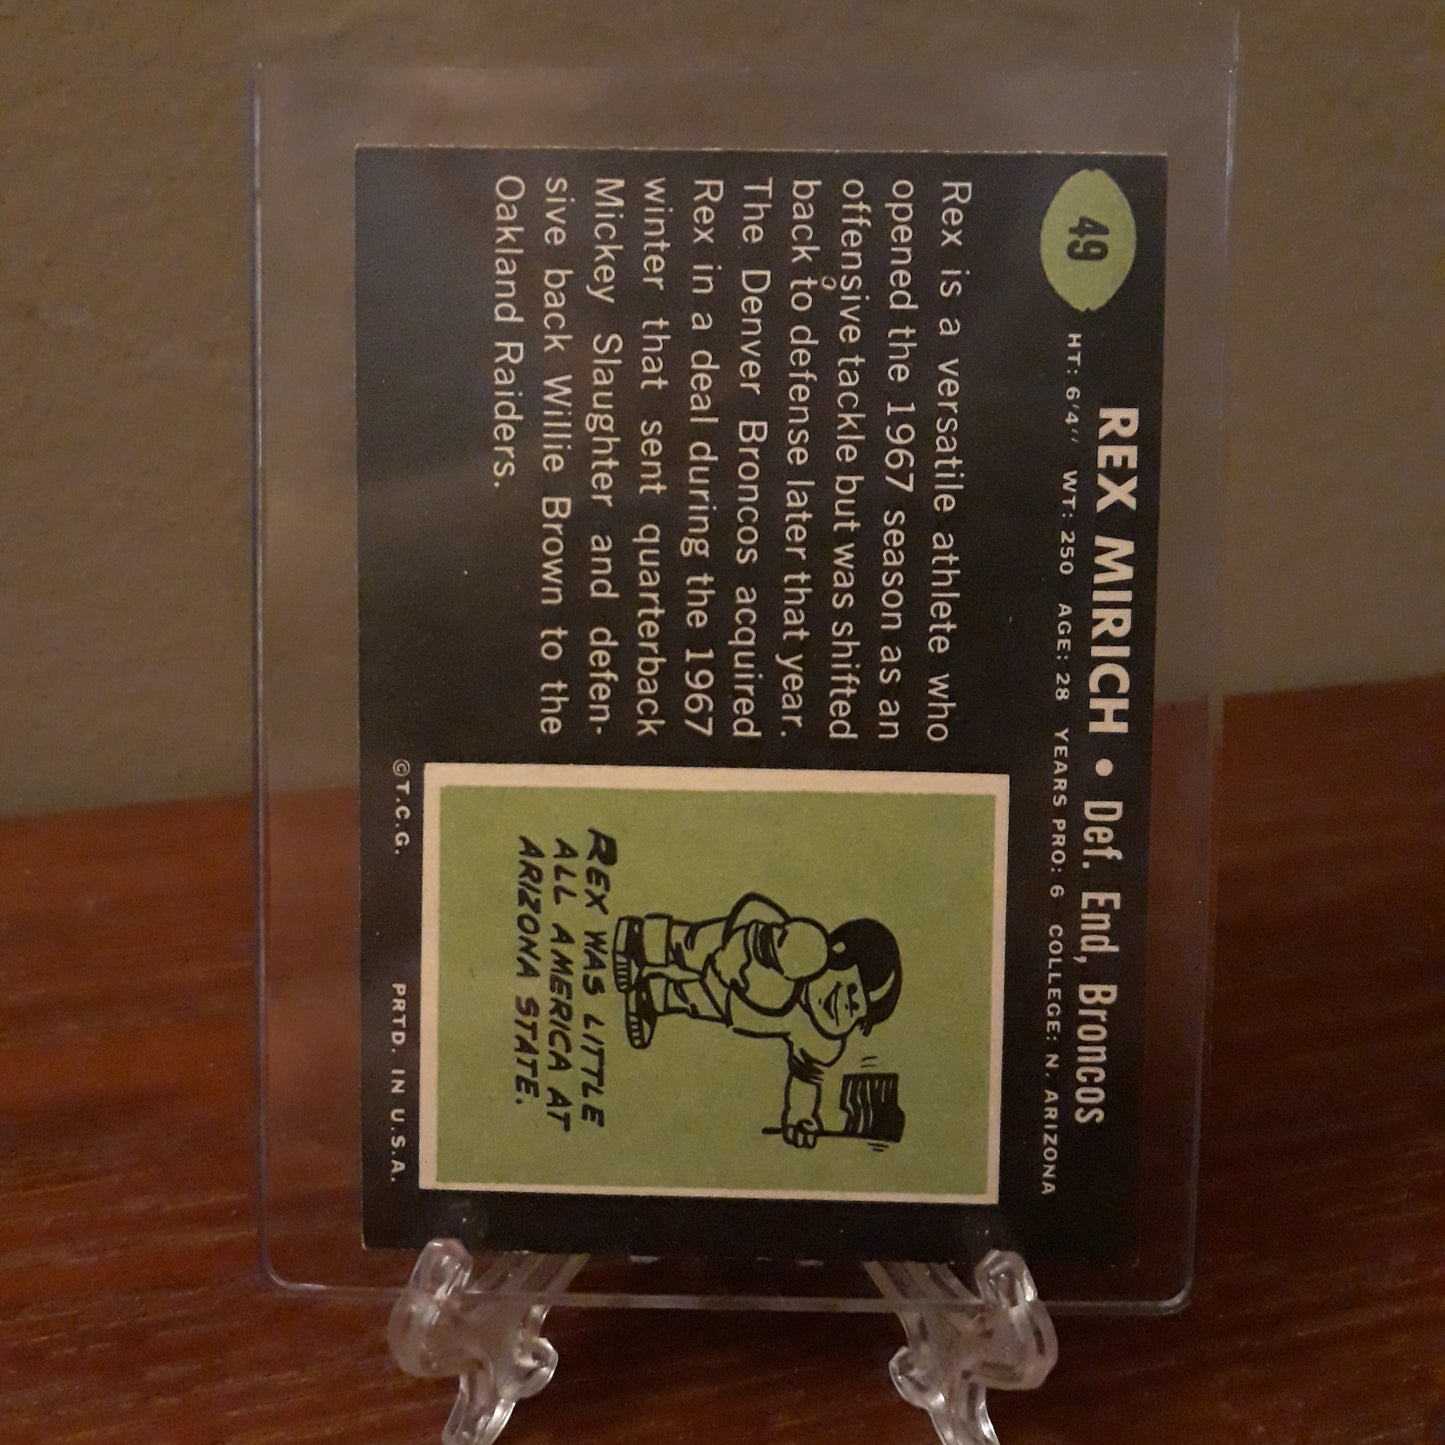 49
REX MIRICH • Def. End, Broncos
HT: 6'4" WT: 250 AGE: 28 YEARS PRO: 6 COLLEGE: N. ARIZONA
Rex is a versatile athlete who
opened the 1967 season as an
offensive tackle but was shifted
back to defense later that year.
The Denver Broncos acquired
Rex in a deal during the 1967
winter that sent quarterback
Mickey Slaughter and defen-
sive back Willie Brown to the
Oakland Raiders.
REX WAS LITTLE
ALL AMERICA AT
ARIZONA STATE.
©T.C.G. PRTD. IN U.S.A.